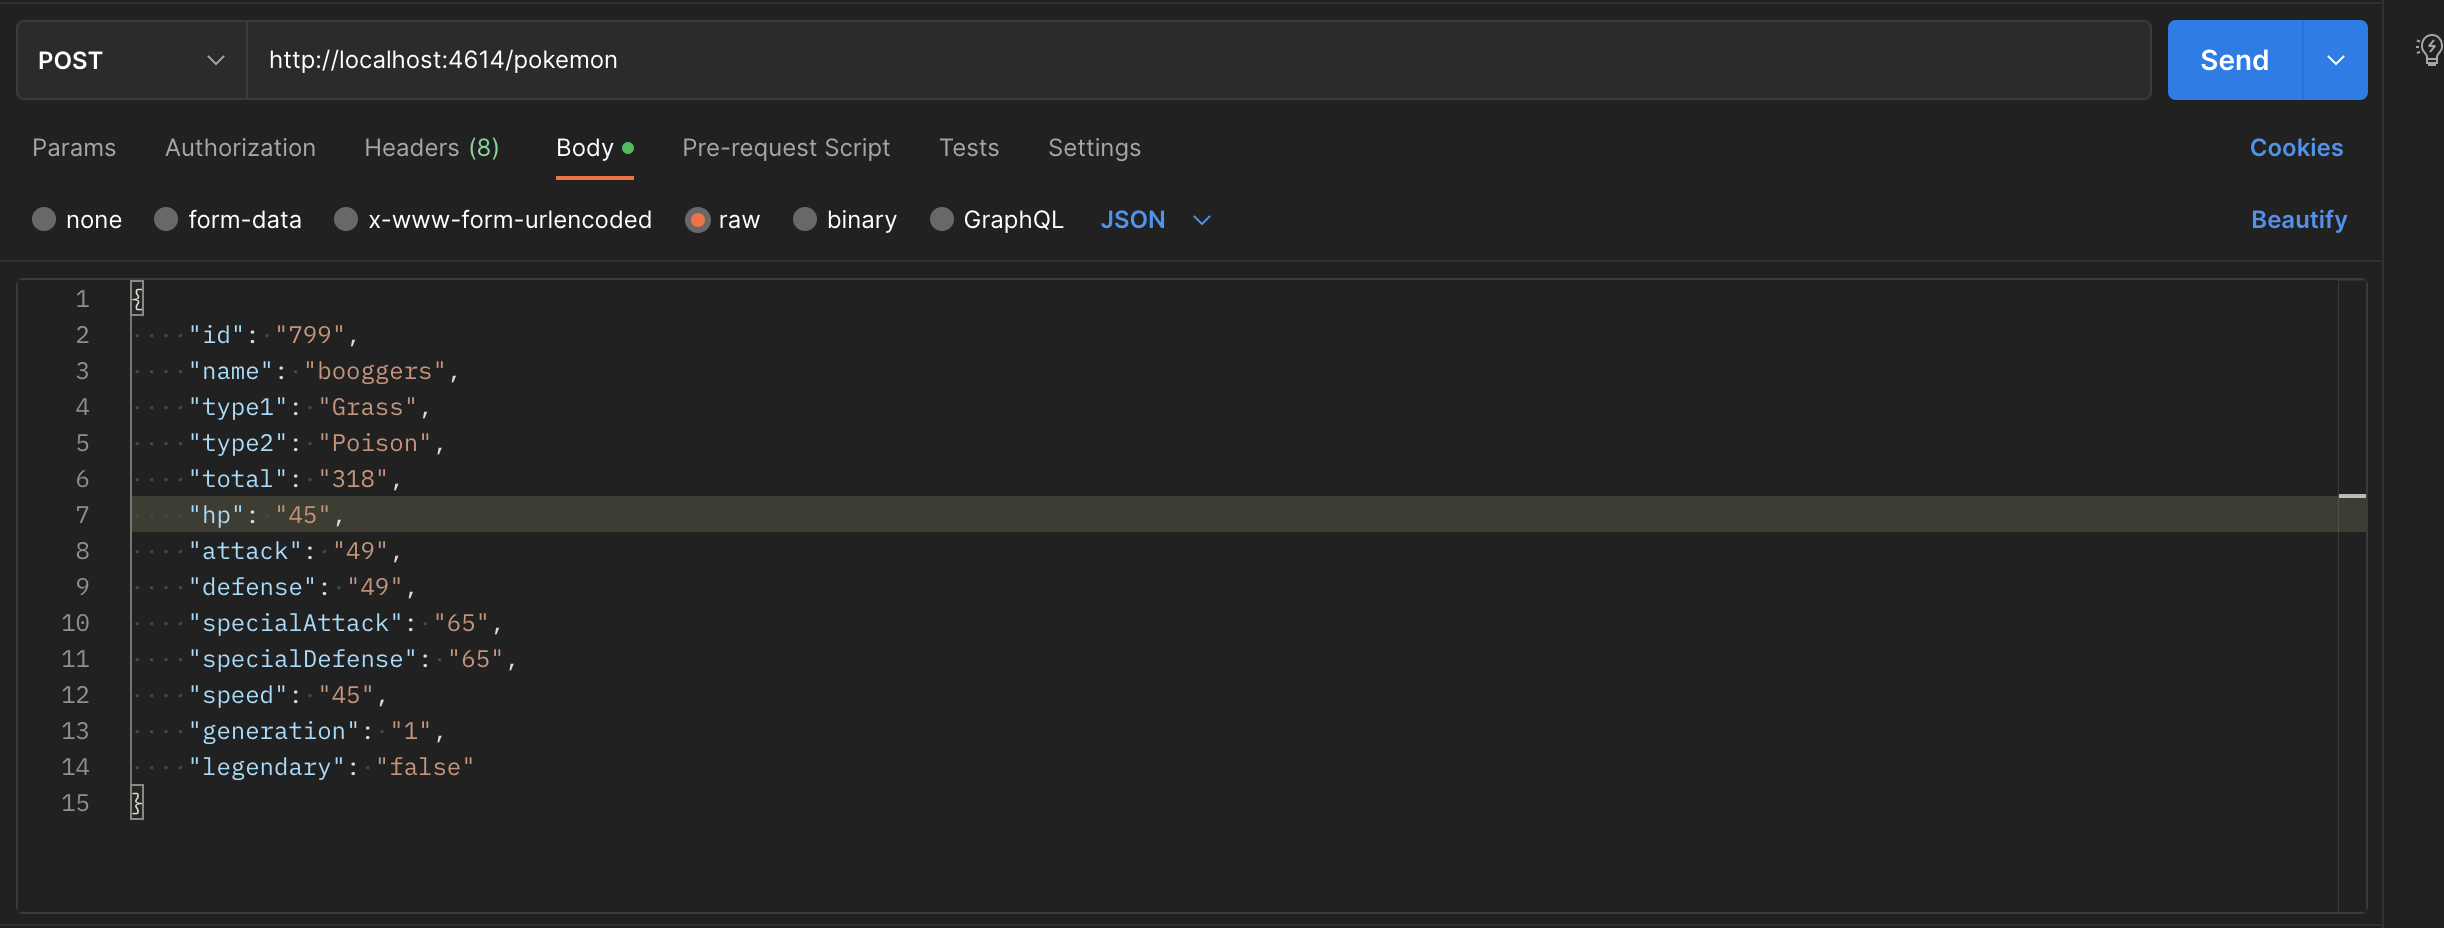 POST http://localhost:4614/pokemon Send
Params Authorization Headers (8) Body Pre-request Script Tests Settings Cookies
none form-data x-www-form-urlencoded raw binary GraphQL JSON Beautify
1 {
2 "id": "799",
3 "name": "booggers",
4 "type1": "Grass",
5 "type2": "Poison",
6 "total": "318",
7 "hp": "45",
8 "attack": "49",
9 "defense": "49",
10 "specialAttack": "65",
11 "specialDefense": "65",
12 "speed": "45",
13 "generation": "1",
14 "legendary": "false"
15 }